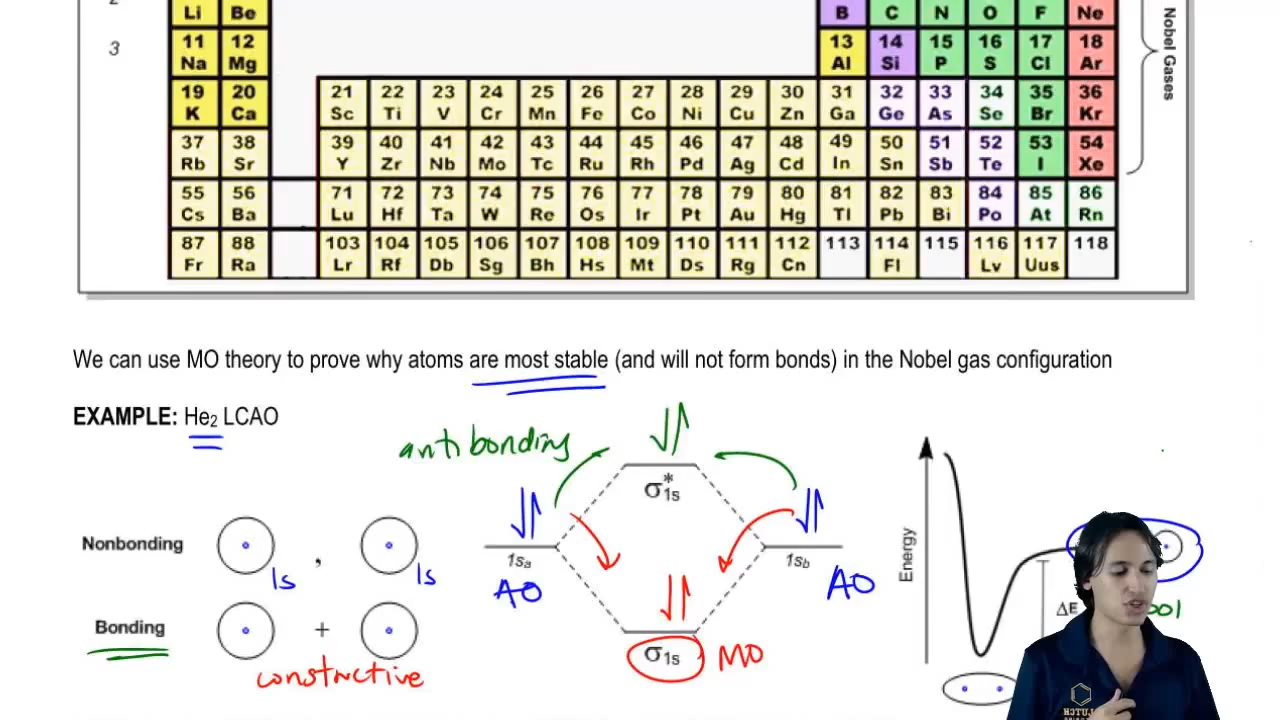 2
Li Be B C N O F Ne
3
11 12 13 14 15 16 17 18
Na Mg Al Si P S Cl Ar
19 20 21 22 23 24 25 26 27 28 29 30 31 32 33 34 35 36
K Ca Sc Ti V Cr Mn Fe Co Ni Cu Zn Ga Ge As Se Br Kr
37 38 39 40 41 42 43 44 45 46 47 48 49 50 51 52 53 54
Rb Sr Y Zr Nb Mo Tc Ru Rh Pd Ag Cd In Sn Sb Te I Xe
55 56 71 72 73 74 75 76 77 78 79 80 81 82 83 84 85 86
Cs Ba Lu Hf Ta W Re Os Ir Pt Au Hg Tl Pb Bi Po At Rn
87 88 103 104 105 106 107 108 109 110 111 112 113 114 115 116 117 118
Fr Ra Lr Rf Db Sg Bh Hs Mt Ds Rg Cn Fl Lv Uus
Nobel Gases
We can use MO theory to prove why atoms are most stable (and will not form bonds) in the Nobel gas configuration
EXAMPLE: He2 LCAO
antibonding
σ*1s
Nonbonding
1s
1s
1sa
1sb
AO
AO
Bonding
+
constructive
σ1s
MO
Energy
ΔE